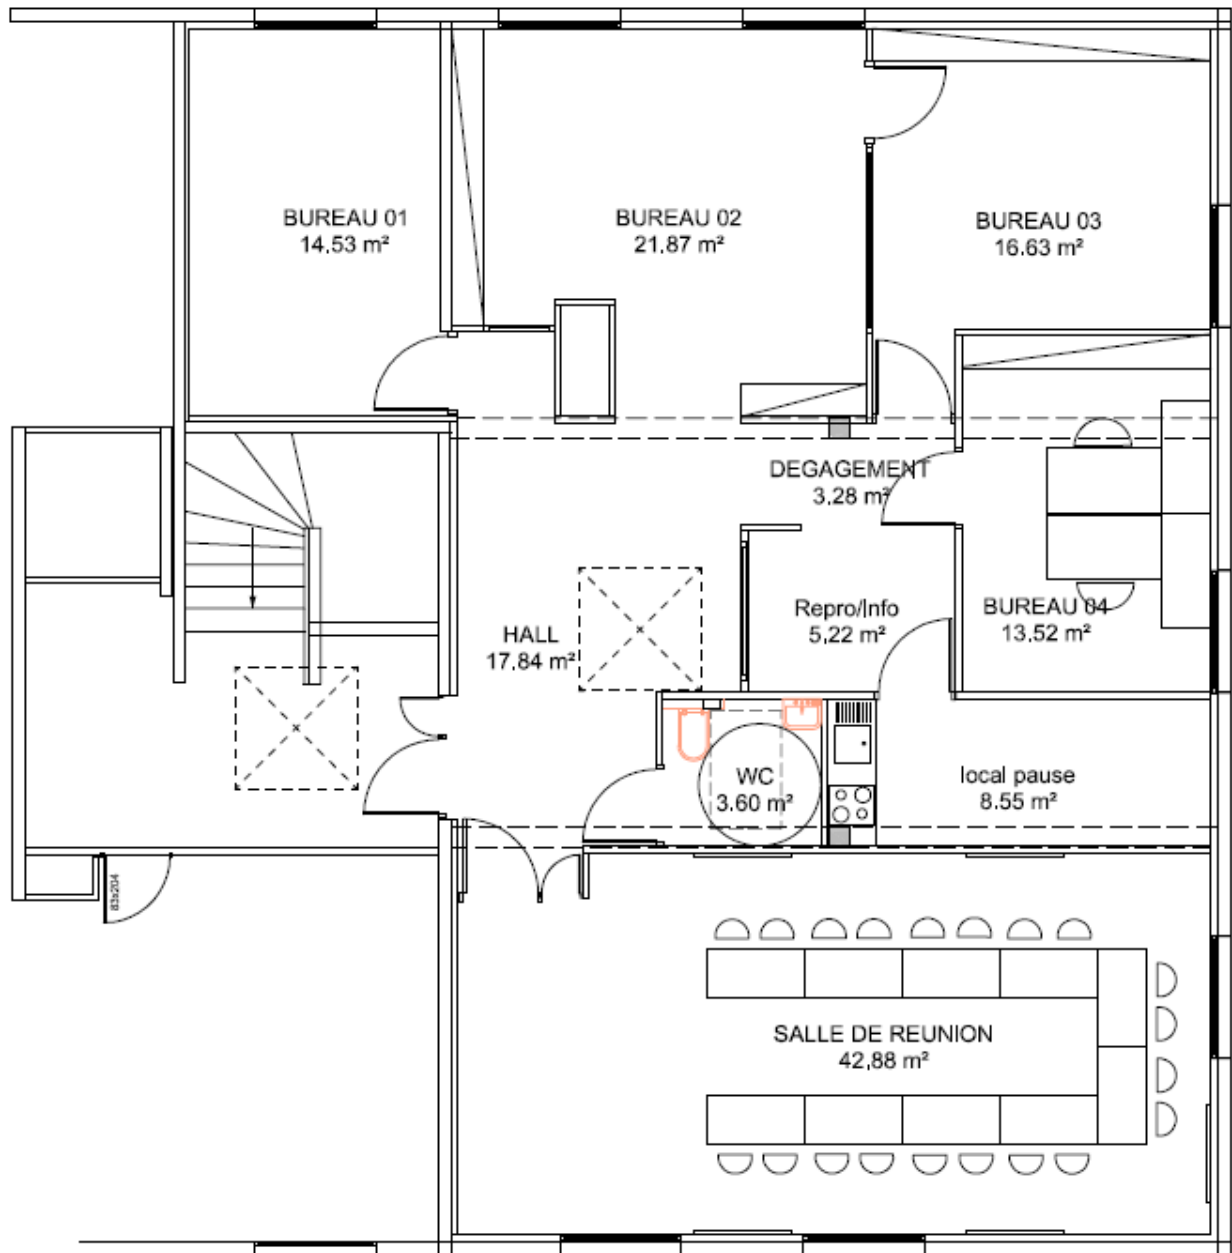 BUREAU 01
14.53 m²
BUREAU 02
21.87 m²
BUREAU 03
16.63 m²
DEGAGEMENT
3.28 m²
HALL
17.84 m²
Repro/Info
5,22 m²
BUREAU 04
13.52 m²
WC
3.60 m²
local pause
8.55 m²
83x204
SALLE DE REUNION
42,88 m²